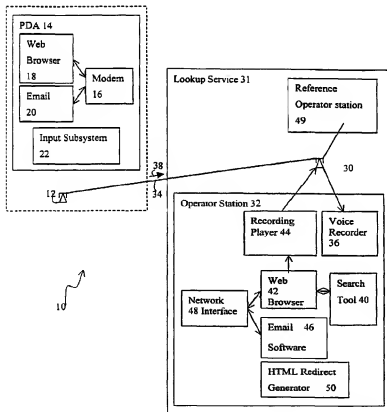 PDA 14
Web
Browser
18
Modem
16
Email
20
Input Subsystem
22
12
38
34
10
Lookup Service 31
Reference
Operator station
49
30
Operator Station 32
Recording
Player 44
Voice
Recorder
36
Web
42
Browser
Search
Tool 40
Network
48 Interface
Email 46
Software
HTML Redirect
Generator 50